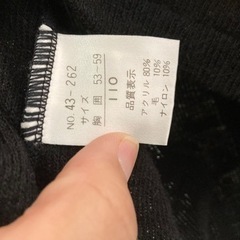 NO. 43-262
サイズ
胸囲 53-59
110
品質表示
アクリル 80%
毛 10%
ナイロン 10%